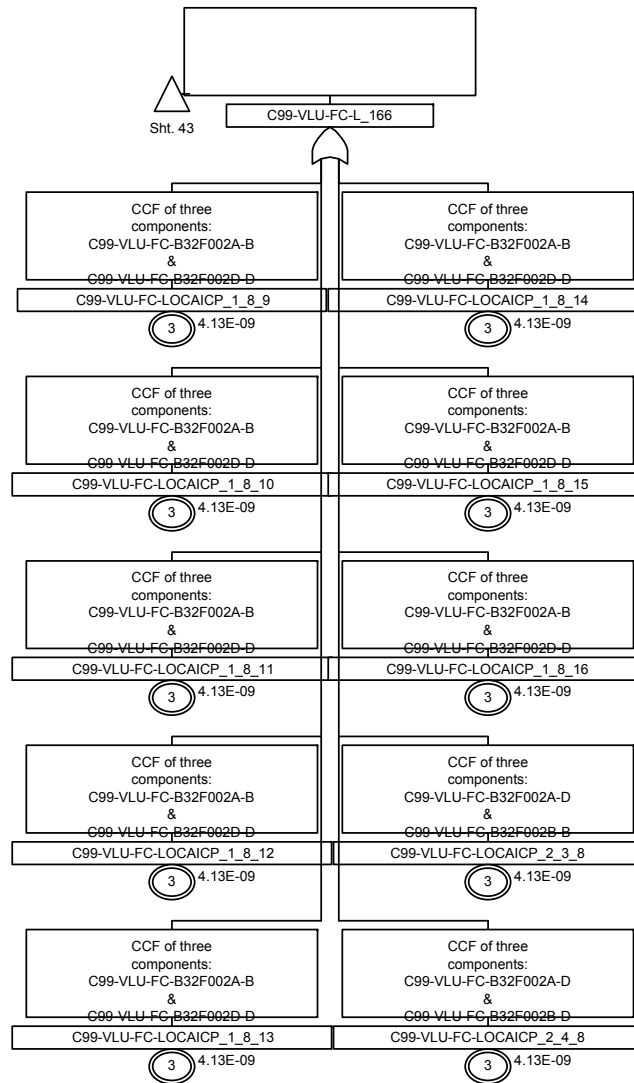 C99-VLU-FC-L_166
Sht. 43
CCF of three
components:
C99-VLU-FC-B32F002A-B
&
C99-VLU-FC-B32F002D-D
C99-VLU-FC-LOCAICP_1_8_9
3
4.13E-09
CCF of three
components:
C99-VLU-FC-B32F002A-B
&
C99-VLU-FC-B32F002D-D
C99-VLU-FC-LOCAICP_1_8_14
3
4.13E-09
CCF of three
components:
C99-VLU-FC-B32F002A-B
&
C99-VLU-FC-B32F002D-D
C99-VLU-FC-LOCAICP_1_8_10
3
4.13E-09
CCF of three
components:
C99-VLU-FC-B32F002A-B
&
C99-VLU-FC-B32F002D-D
C99-VLU-FC-LOCAICP_1_8_15
3
4.13E-09
CCF of three
components:
C99-VLU-FC-B32F002A-B
&
C99-VLU-FC-B32F002D-D
C99-VLU-FC-LOCAICP_1_8_11
3
4.13E-09
CCF of three
components:
C99-VLU-FC-B32F002A-B
&
C99-VLU-FC-B32F002D-D
C99-VLU-FC-LOCAICP_1_8_16
3
4.13E-09
CCF of three
components:
C99-VLU-FC-B32F002A-B
&
C99-VLU-FC-B32F002D-D
C99-VLU-FC-LOCAICP_1_8_12
3
4.13E-09
CCF of three
components:
C99-VLU-FC-B32F002A-D
&
C99-VLU-FC-B32F002B-B
C99-VLU-FC-LOCAICP_2_3_8
3
4.13E-09
CCF of three
components:
C99-VLU-FC-B32F002A-B
&
C99-VLU-FC-B32F002D-D
C99-VLU-FC-LOCAICP_1_8_13
3
4.13E-09
CCF of three
components:
C99-VLU-FC-B32F002A-D
&
C99-VLU-FC-B32F002B-D
C99-VLU-FC-LOCAICP_2_4_8
3
4.13E-09